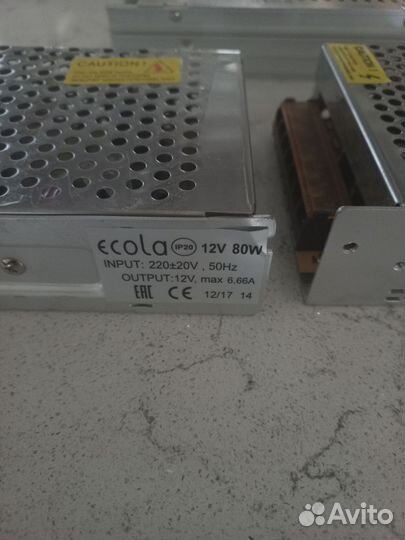 CAUTION!
CAUTION!
ecola IP20 12V 80W
INPUT: 220±20V, 50Hz
OUTPUT:12V, max 6.66A
EAC CE 12/17 14
Avito